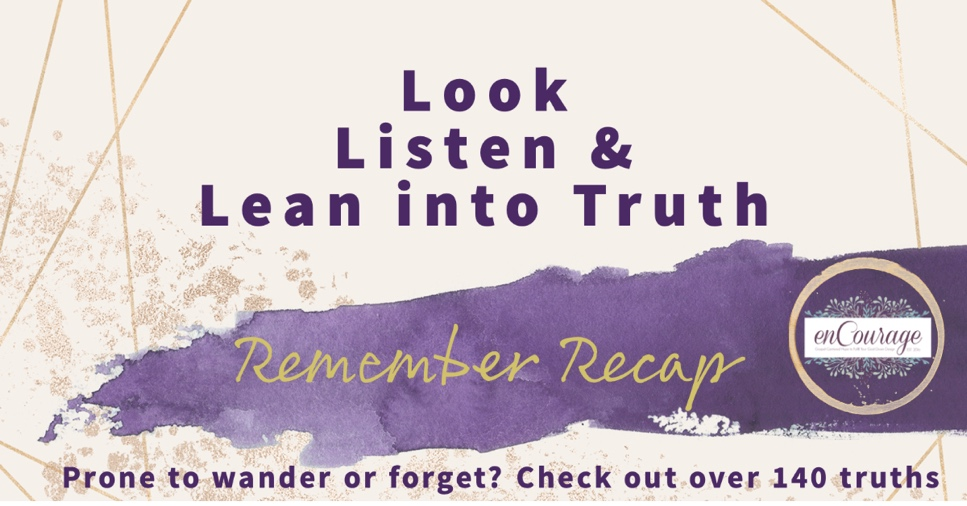 Look
Listen &
Lean into Truth
Remember Recap
enCourage
Prone to wander or forget? Check out over 140 truths